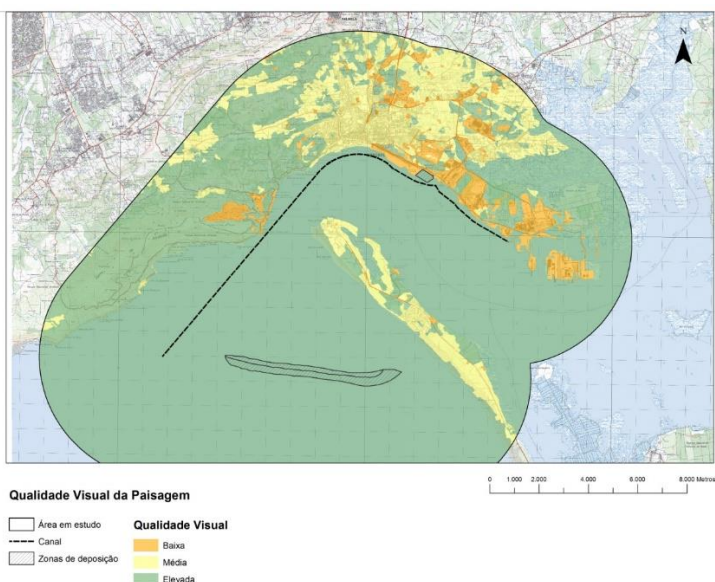 N
0 1.000 2.000 4.000 6.000 8.000 Metros
Qualidade Visual da Paisagem
Área em estudo
Canal
Zonas de deposição
Qualidade Visual
Baixa
Média
Elevada